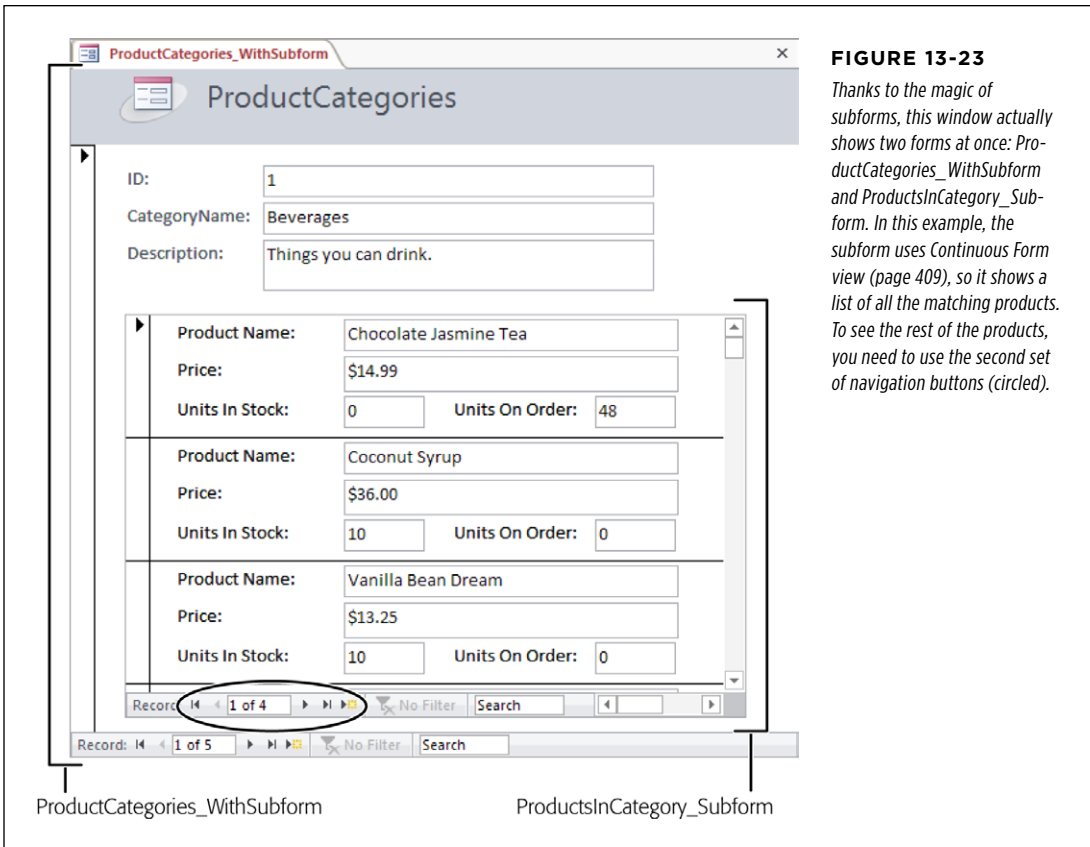 ProductCategories_WithSubform
ProductCategories
ID: 1
CategoryName: Beverages
Description: Things you can drink.
Product Name: Chocolate Jasmine Tea
Price: $14.99
Units In Stock: 0 Units On Order: 48
Product Name: Coconut Syrup
Price: $36.00
Units In Stock: 10 Units On Order: 0
Product Name: Vanilla Bean Dream
Price: $13.25
Units In Stock: 10 Units On Order: 0
Record: 1 of 4 No Filter Search
Record: 1 of 5 No Filter Search
ProductCategories_WithSubform
ProductsInCategory_Subform
FIGURE 13-23
Thanks to the magic of
subforms, this window actually
shows two forms at once: Pro-
ductCategories_WithSubform
and ProductsInCategory_Sub-
form. In this example, the
subform uses Continuous Form
view (page 409), so it shows a
list of all the matching products.
To see the rest of the products,
you need to use the second set
of navigation buttons (circled).